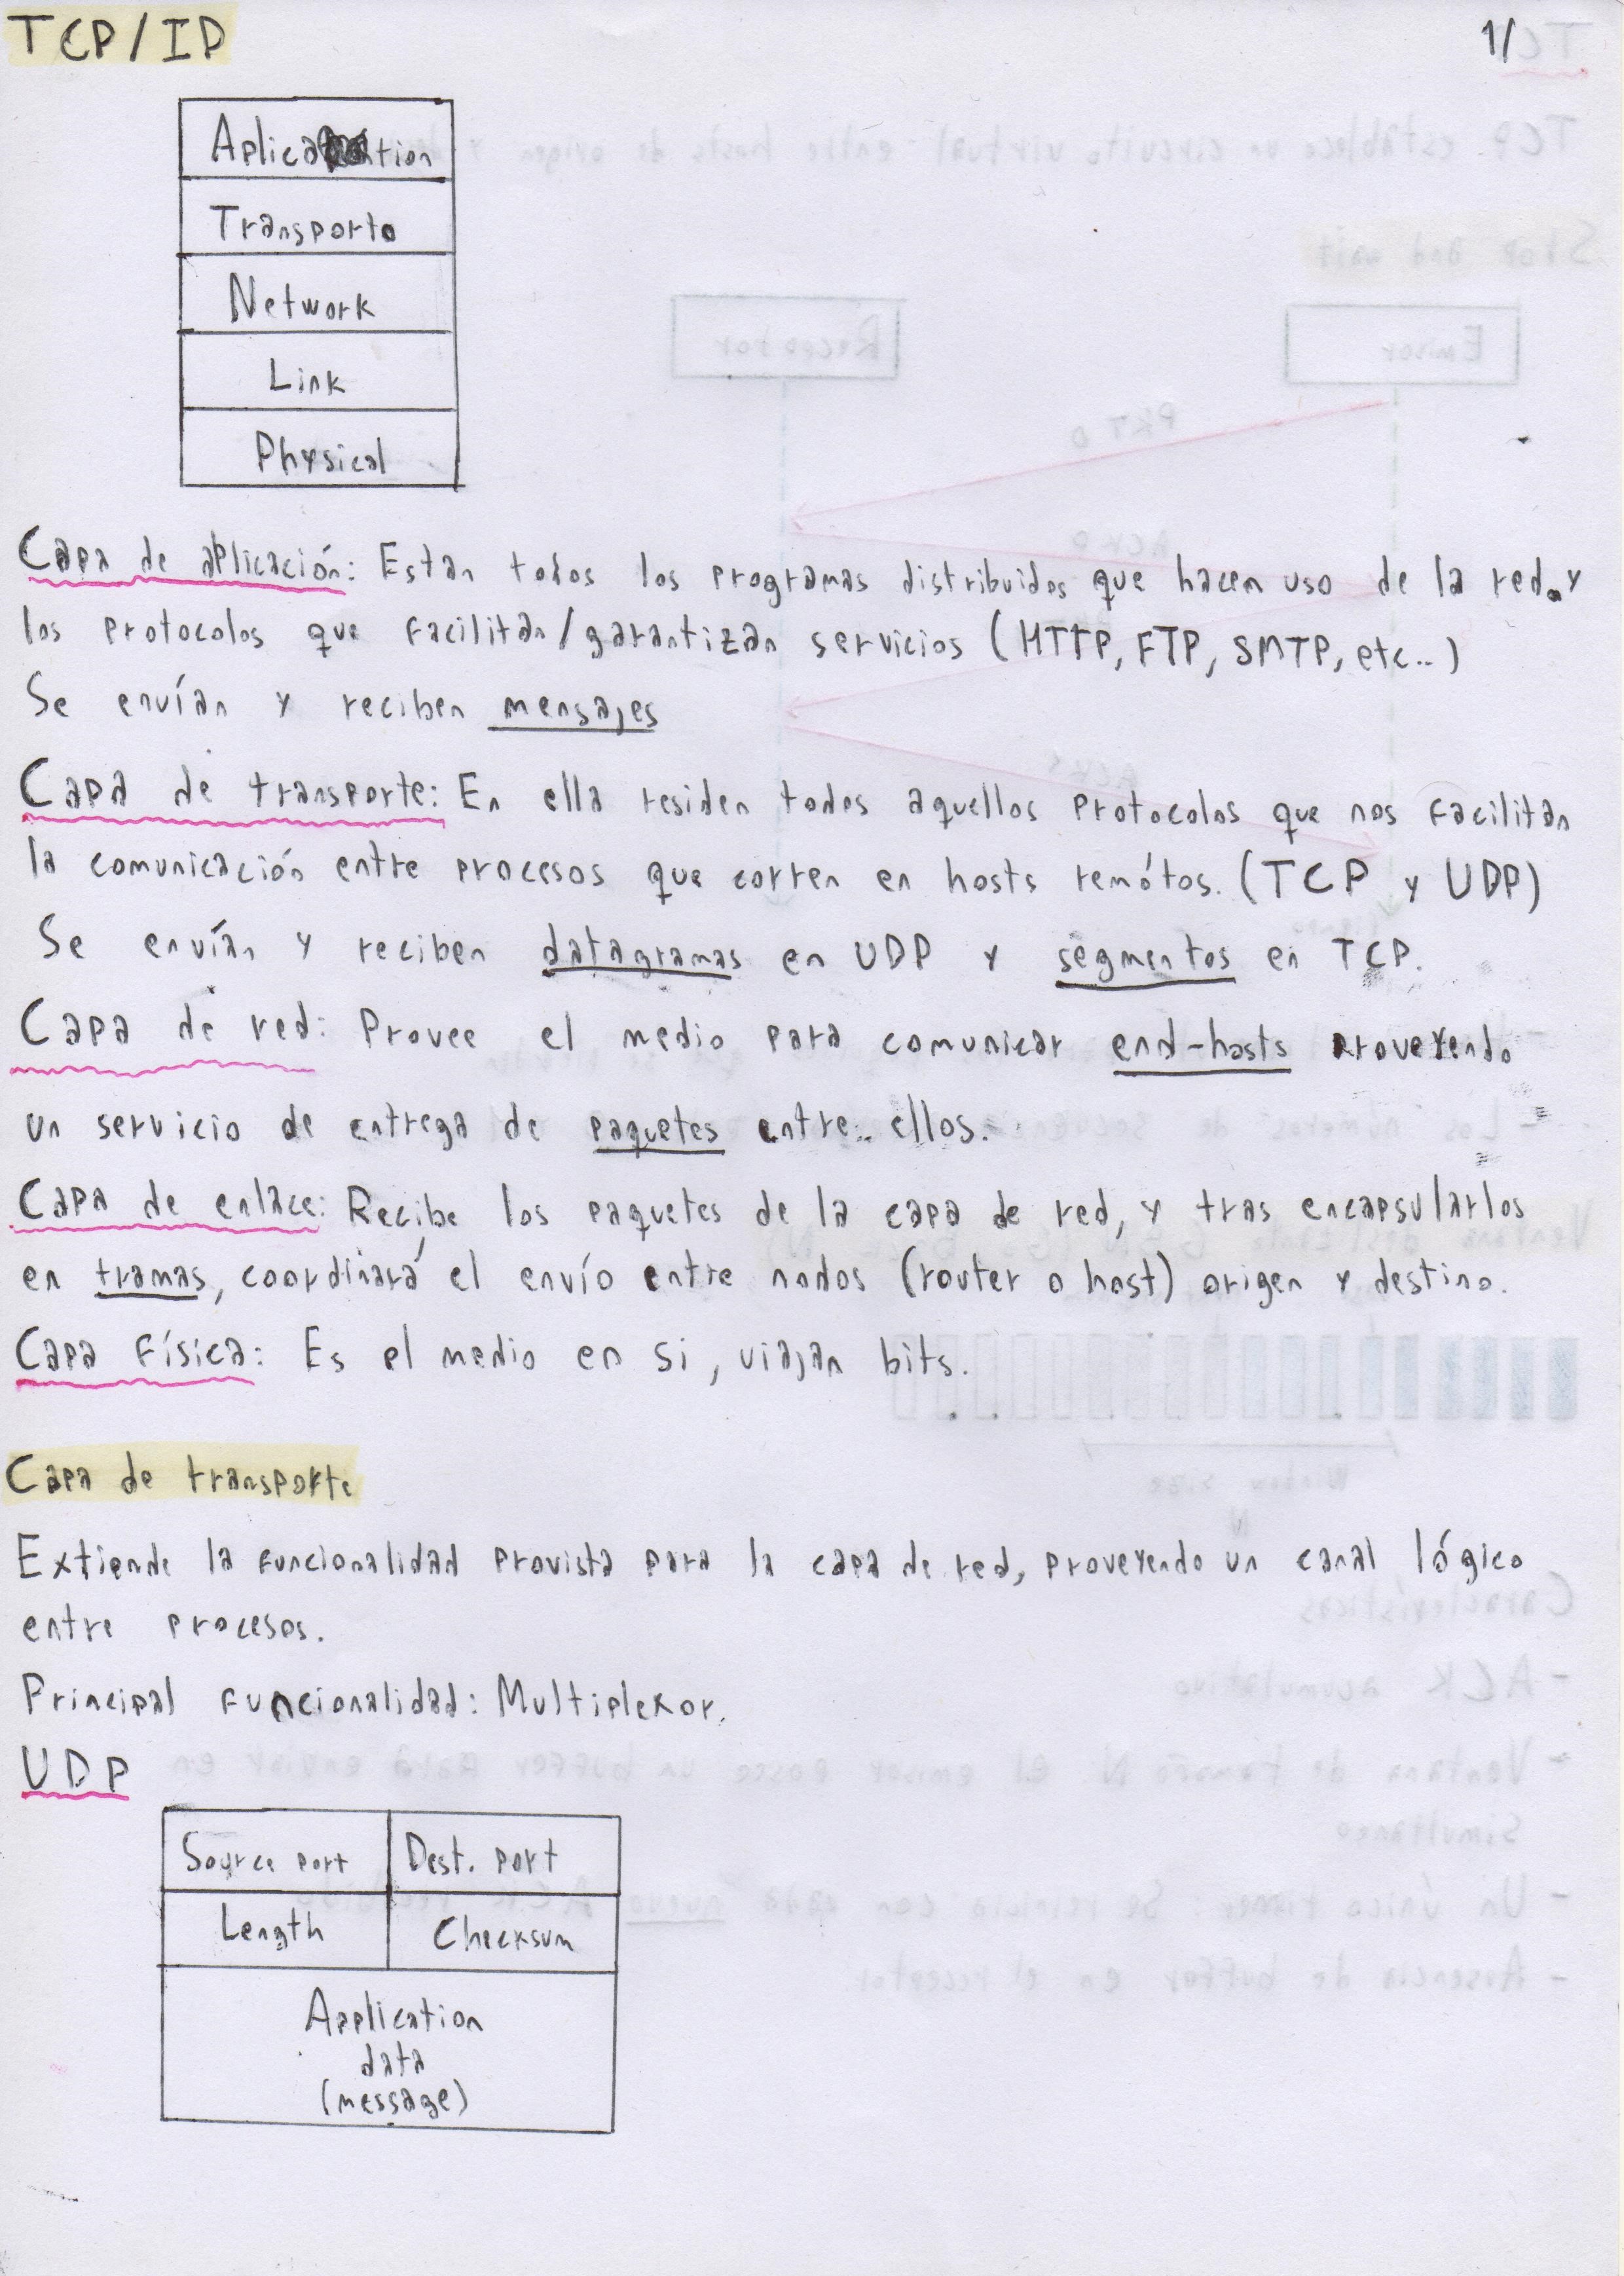 TCP/IP
1/
Aplication
Transporte
Network
Link
Physical
Capa de aplicación: Estan todos los programas distribuidos que hacen uso de la red y
los protocolos que facilitan/garantizan servicios (HTTP, FTP, SMTP, etc..)
Se envían y reciben mensajes
Capa de transporte: En ella residen todos aquellos protocolos que nos facilitan
la comunicación entre procesos que corren en hosts remótos. (TCP y UDP)
Se envían y reciben datagramas en UDP y segmentos en TCP.
Capa de red: Provee el medio para comunicar end-hosts proveyendo
un servicio de entrega de paquetes entre ellos.
Capa de enlace: Recibe los paquetes de la capa de red, y tras encapsularlos
en tramas, coordinará el envío entre nodos (router o host) origen y destino.
Capa física: Es el medio en si, viajan bits.
Capa de transporte
Extiende la funcionalidad provista para la capa de red, proveyendo un canal lógico
entre procesos.
Principal funcionalidad: Multiplexor.
UDP
Source port Dest. port
Length Checksum
Application
data
(message)